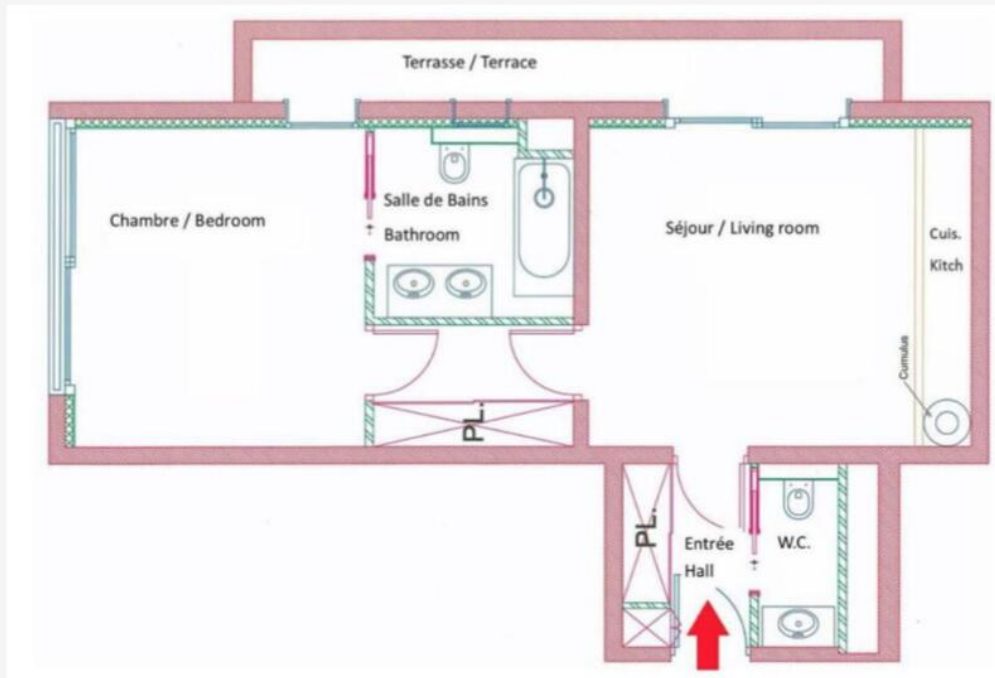 Terrasse / Terrace
Chambre / Bedroom
Salle de Bains
Bathroom
Séjour / Living room
Cuis.
Kitch
Cumulus
PL.
PL.
Entrée
Hall
W.C.